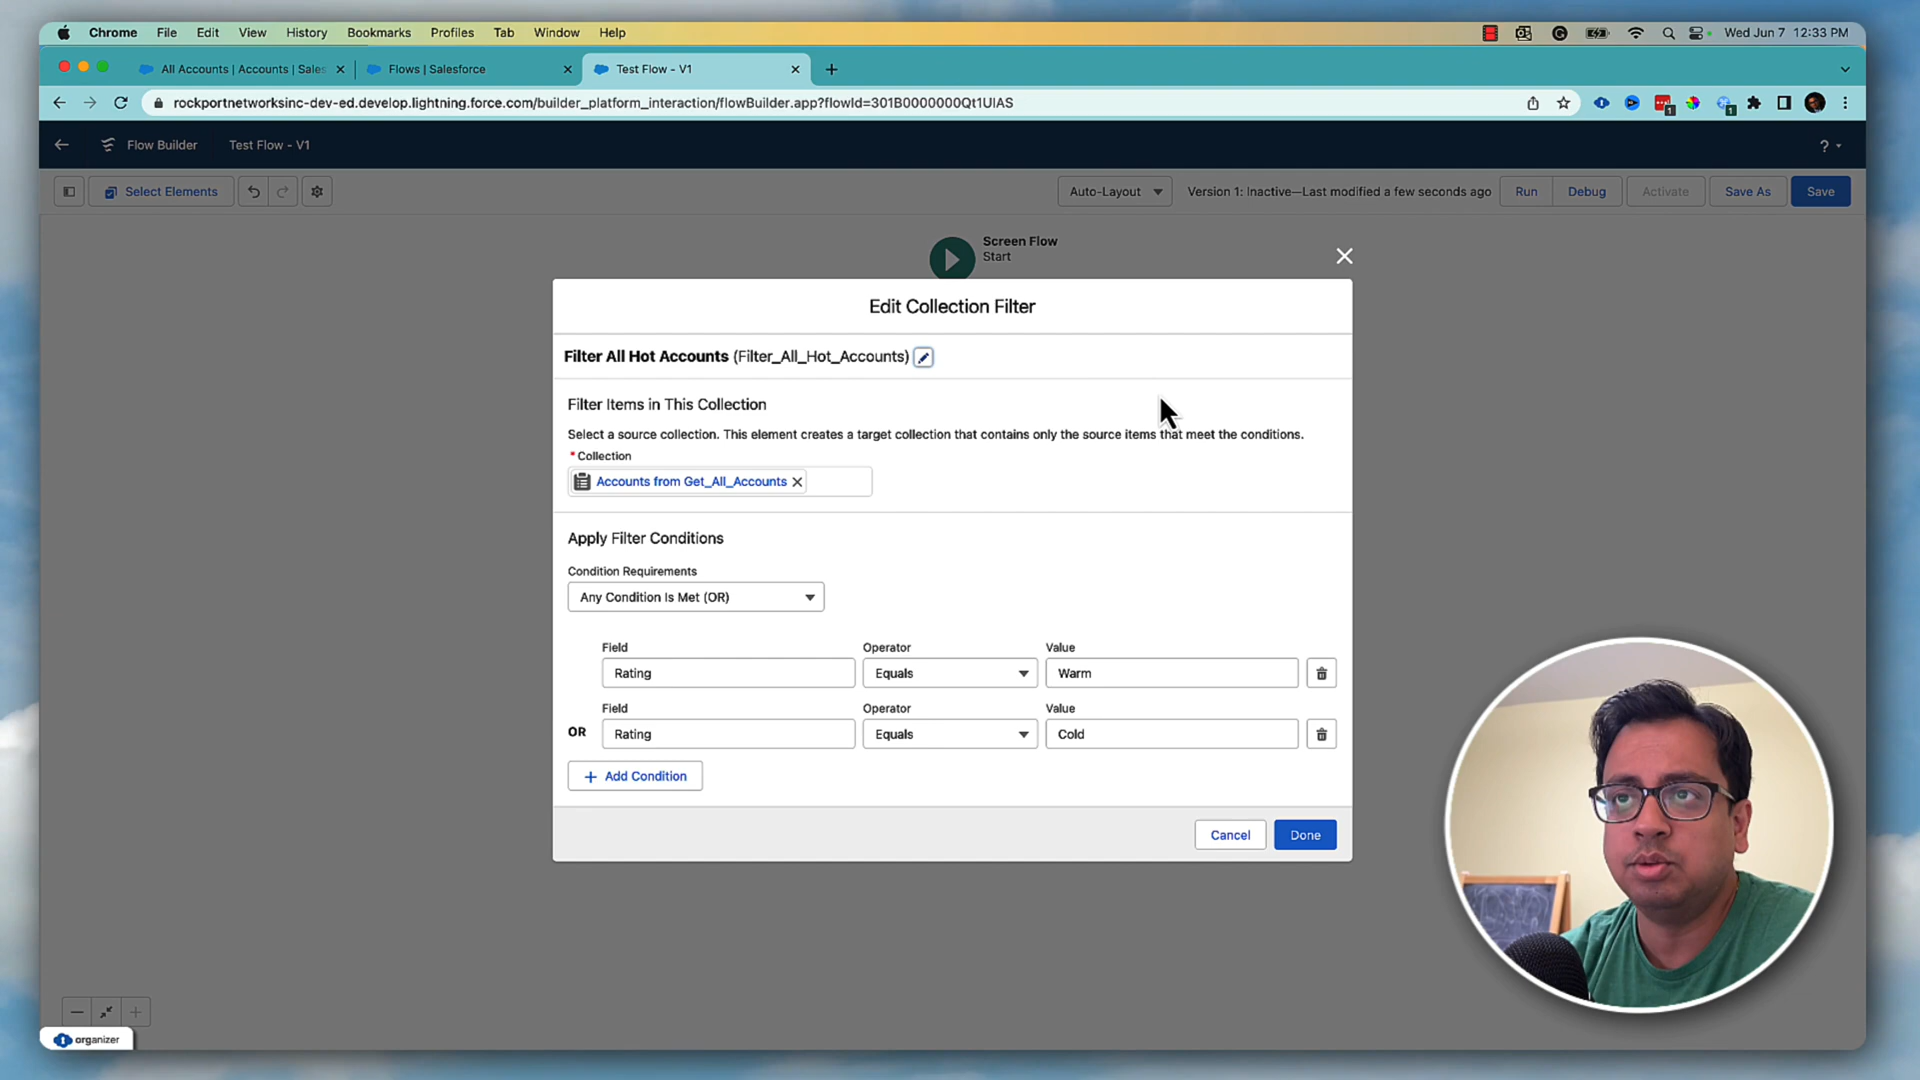 Chrome File Edit View History Bookmarks Profiles Tab Window Help Wed Jun 7 12:33 PM
All Accounts | Accounts | Sales Flows | Salesforce Test Flow - V1
rockportnetworksinc-dev-ed.develop.lightning.force.com/builder_platform_interaction/flowBuilder.app?flowId=301B0000000Qt1UIAS
Flow Builder Test Flow - V1 ?
Select Elements Auto-Layout Version 1: Inactive—Last modified a few seconds ago Run Debug Activate Save As Save
Screen Flow
Start
Edit Collection Filter
Filter All Hot Accounts (Filter_All_Hot_Accounts)
Filter Items in This Collection
Select a source collection. This element creates a target collection that contains only the source items that meet the conditions.
* Collection
Accounts from Get_All_Accounts
Apply Filter Conditions
Condition Requirements
Any Condition Is Met (OR)
Field Operator Value
Rating Equals Warm
Field Operator Value
OR Rating Equals Cold
+ Add Condition
Cancel Done
organizer